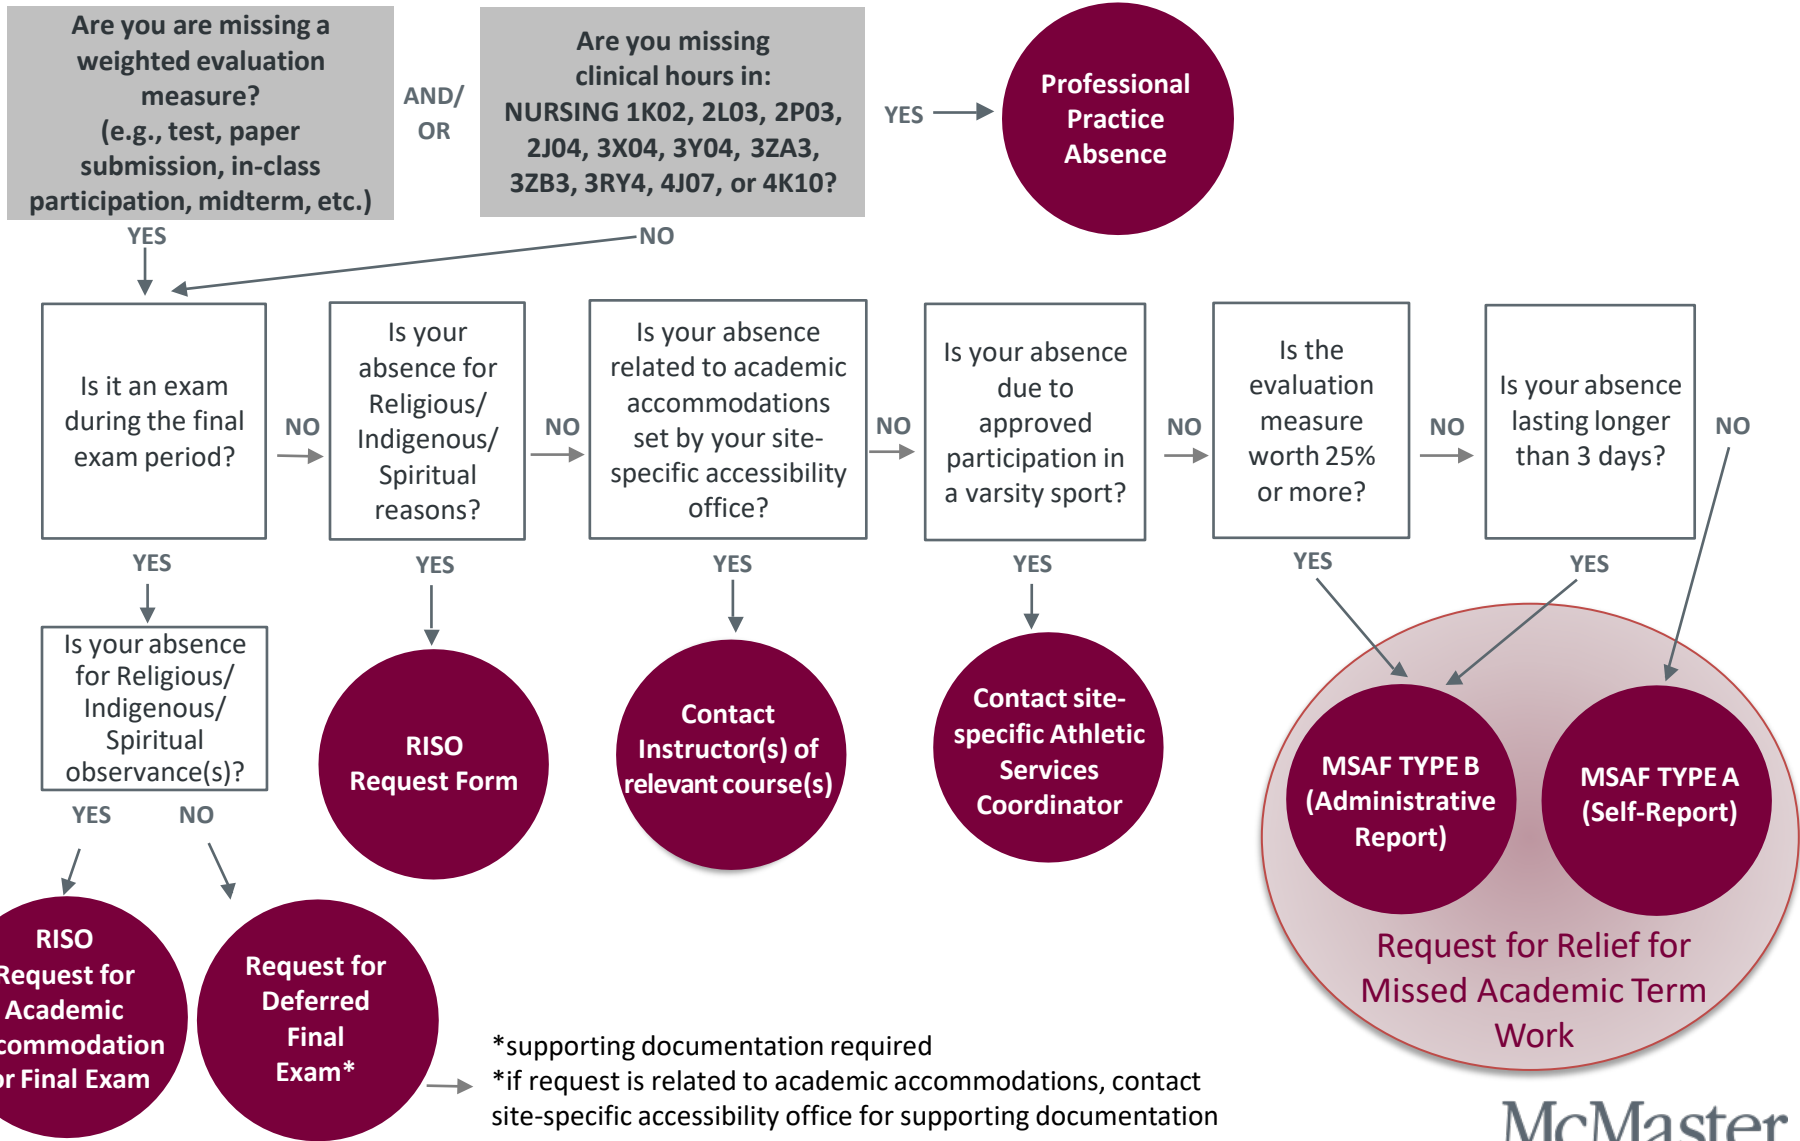 Are you are missing a
weighted evaluation
measure?
(e.g., test, paper
submission, in-class
participation, midterm, etc.)
AND/
OR
Are you missing
clinical hours in:
NURSING 1K02, 2L03, 2P03,
2J04, 3X04, 3Y04, 3ZA3,
3ZB3, 3RY4, 4J07, or 4K10?
YES
Professional
Practice
Absence
YES
NO
Is it an exam
during the final
exam period?
NO
Is your
absence for
Religious/
Indigenous/
Spiritual
reasons?
NO
Is your absence
related to academic
accommodations
set by your site-
specific accessibility
office?
NO
Is your absence
due to
approved
participation in
a varsity sport?
NO
Is the
evaluation
measure
worth 25%
or more?
NO
Is your absence
lasting longer
than 3 days?
NO
YES
YES
YES
YES
YES
YES
Is your absence
for Religious/
Indigenous/
Spiritual
observance(s)?
YES
NO
RISO
Request Form
Contact
Instructor(s) of
relevant course(s)
Contact site-
specific Athletic
Services
Coordinator
MSAF TYPE B
(Administrative
Report)
MSAF TYPE A
(Self-Report)
Request for Relief for
Missed Academic Term
Work
RISO
Request for
Academic
commodation
or Final Exam
Request for
Deferred
Final
Exam*
*supporting documentation required
*if request is related to academic accommodations, contact
site-specific accessibility office for supporting documentation
McMaster